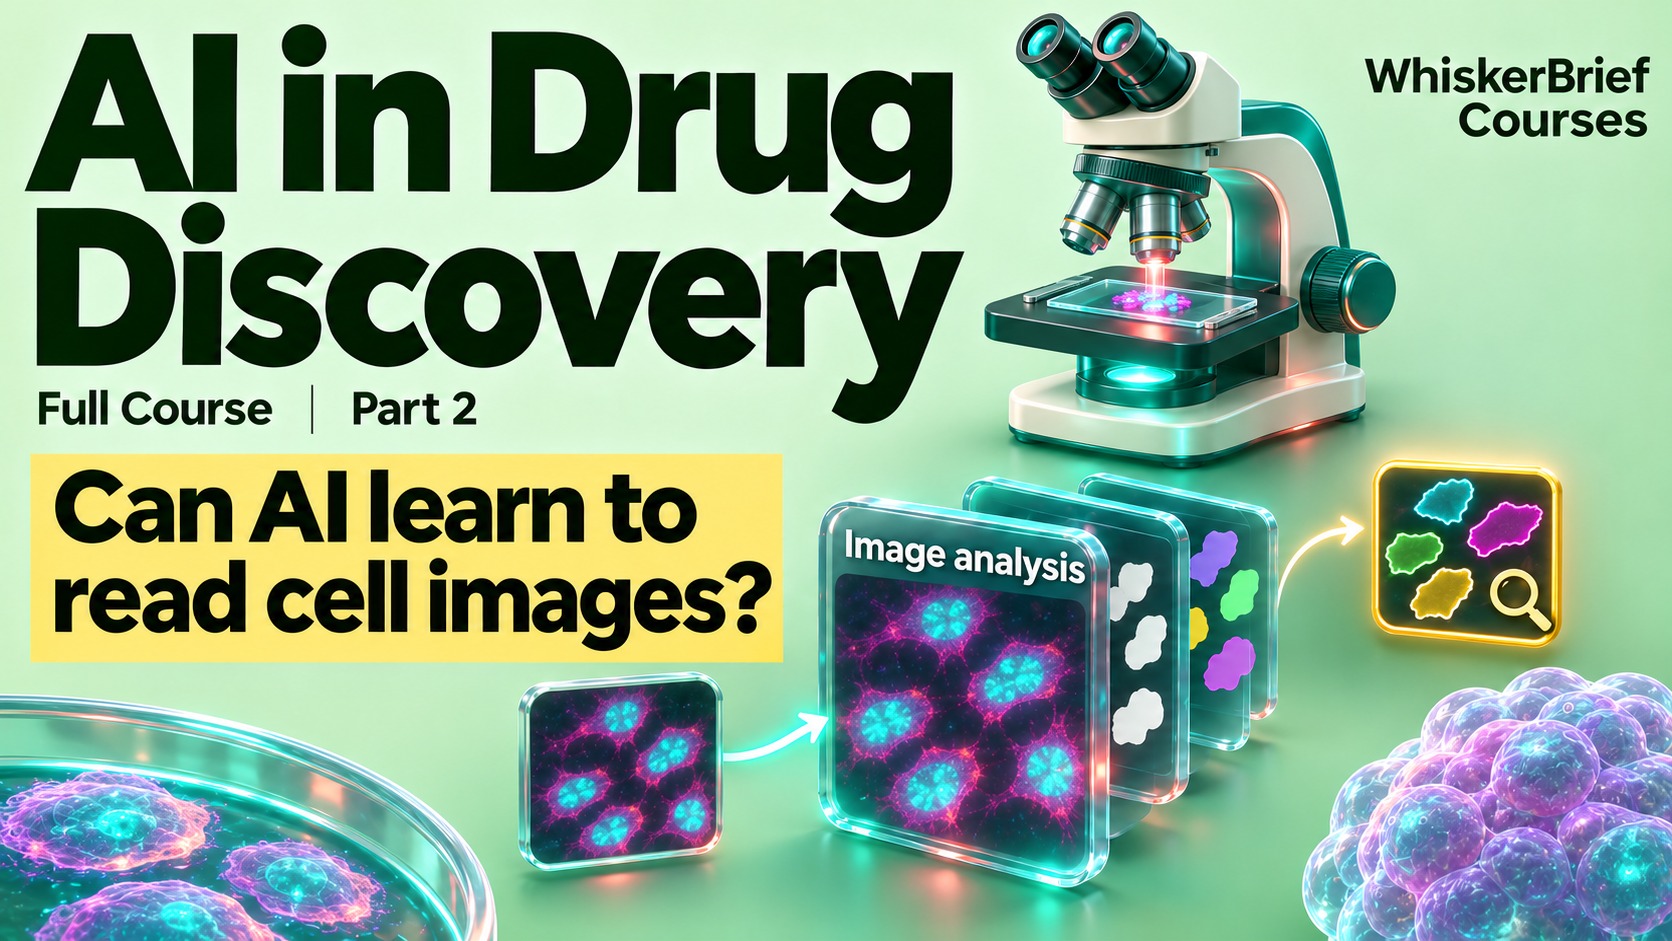 AI in Drug
Discovery
Full Course | Part 2
Can AI learn to
read cell images?
WhiskerBrief
Courses
Image analysis